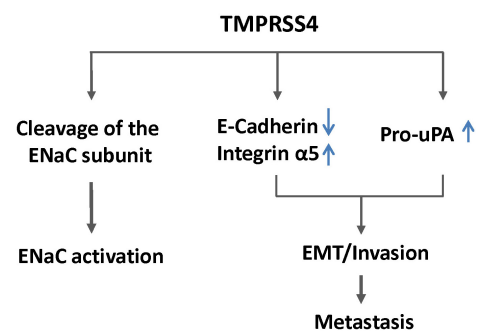 TMPRSS4
Cleavage of the
ENaC subunit
E-Cadherin
Integrin α5
Pro-uPA
ENaC activation
EMT/Invasion
Metastasis